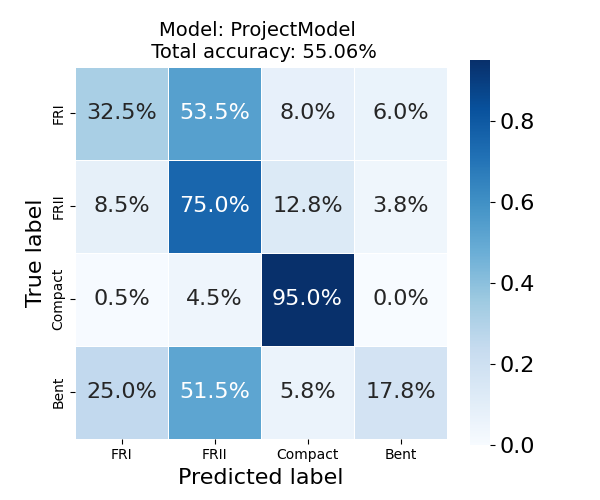 Model: ProjectModel
Total accuracy: 55.06%
FRI 32.5% 53.5% 8.0% 6.0%
FRII 8.5% 75.0% 12.8% 3.8%
Compact 0.5% 4.5% 95.0% 0.0%
Bent 25.0% 51.5% 5.8% 17.8%
FRI FRII Compact Bent
Predicted label
True label
0.8
0.6
0.4
0.2
0.0